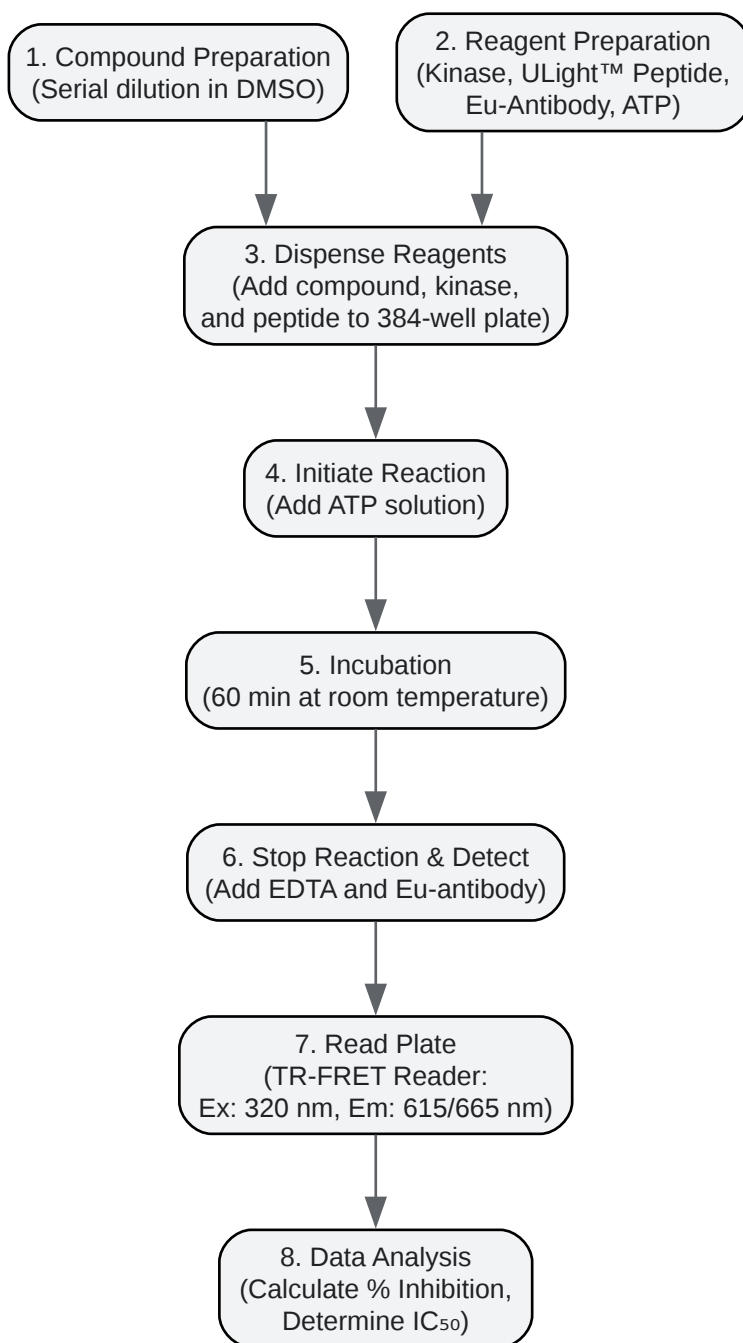 1. Compound Preparation
(Serial dilution in DMSO)
2. Reagent Preparation
(Kinase, ULight™ Peptide,
Eu-Antibody, ATP)
3. Dispense Reagents
(Add compound, kinase,
and peptide to 384-well plate)
4. Initiate Reaction
(Add ATP solution)
5. Incubation
(60 min at room temperature)
6. Stop Reaction & Detect
(Add EDTA and Eu-antibody)
7. Read Plate
(TR-FRET Reader:
Ex: 320 nm, Em: 615/665 nm)
8. Data Analysis
(Calculate % Inhibition,
Determine IC₅₀)